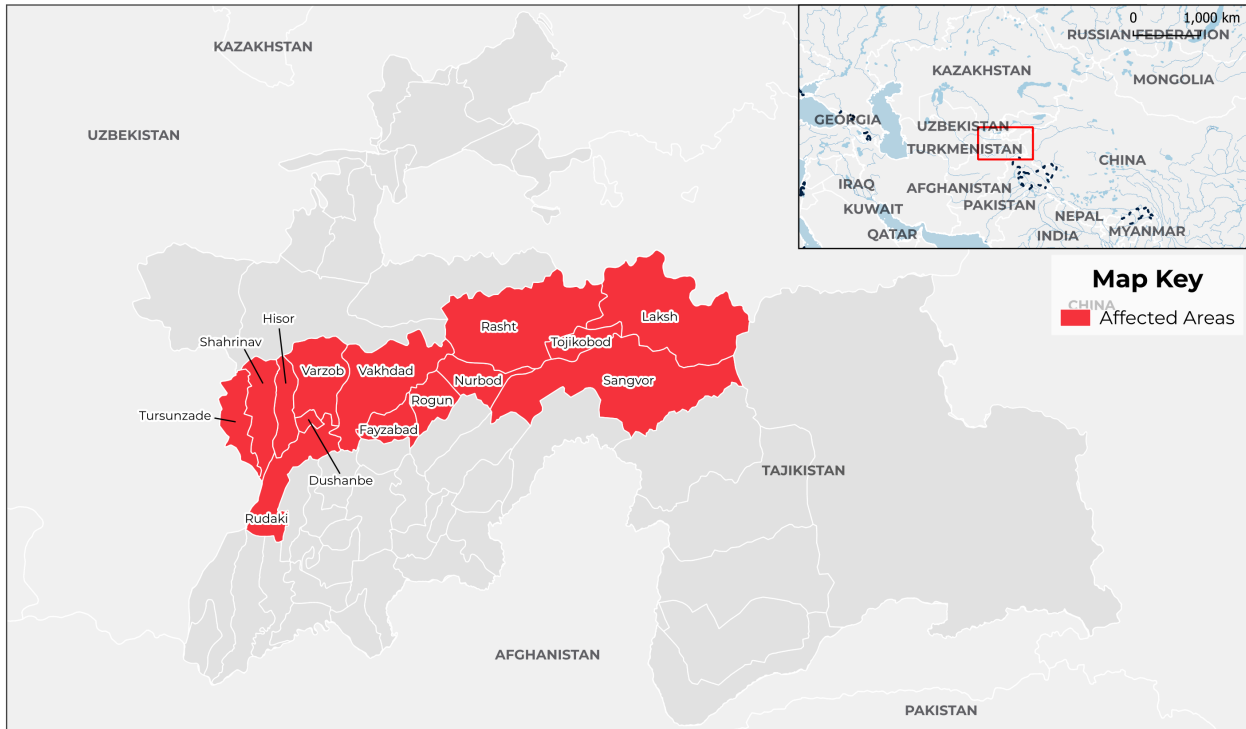 KAZAKHSTAN
UZBEKISTAN
0 1,000 km
RUSSIAN FEDERATION
KAZAKHSTAN
MONGOLIA
GEORGIA
UZBEKISTAN
TURKMENISTAN
CHINA
IRAQ
AFGHANISTAN
KUWAIT
PAKISTAN
NEPAL
QATAR
INDIA
MYANMAR
Map Key
CHINA
Affected Areas
Hisor
Shahrinav
Rasht
Laksh
Tojikobod
Varzob
Vakhdad
Nurbod
Sangvor
Rogun
Tursunzade
Fayzabad
Dushanbe
TAJIKISTAN
Rudaki
AFGHANISTAN
PAKISTAN